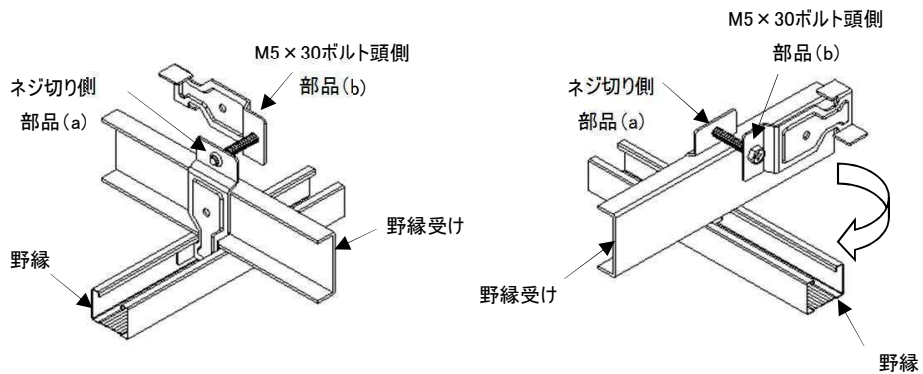 M5×30ボルト頭側
部品(b)
ネジ切り側
部品(a)
野縁受け
野縁
M5×30ボルト頭側
部品(b)
ネジ切り側
部品(a)
野縁受け
野縁